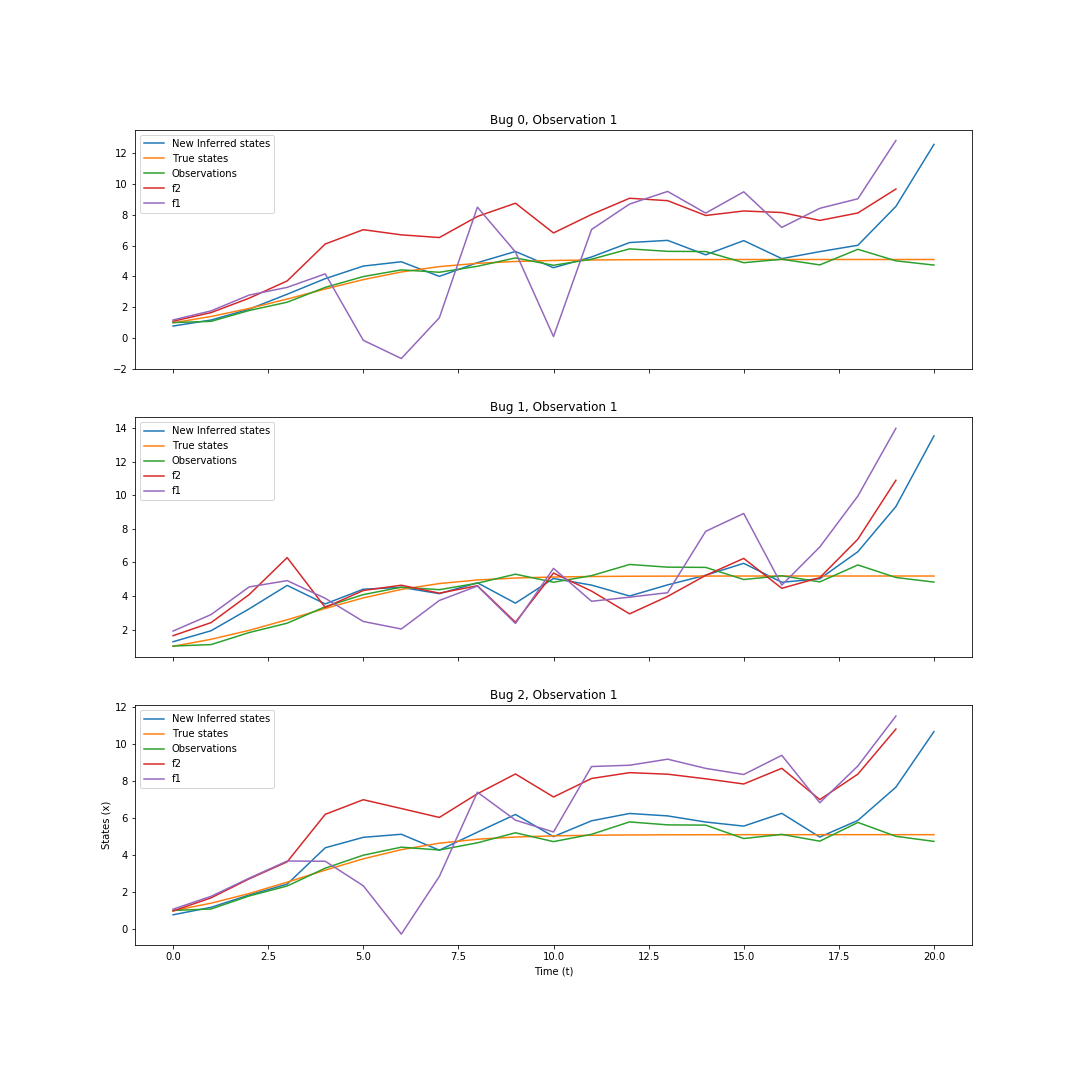 Bug 0, Observation 1
New Inferred states
True states
Observations
f2
f1
12
10
8
6
4
2
0
−2
Bug 1, Observation 1
New Inferred states
True states
Observations
f2
f1
14
12
10
8
6
4
2
Bug 2, Observation 1
New Inferred states
True states
Observations
f2
f1
12
10
8
6
4
2
0
States (x)
0.0 2.5 5.0 7.5 10.0 12.5 15.0 17.5 20.0
Time (t)